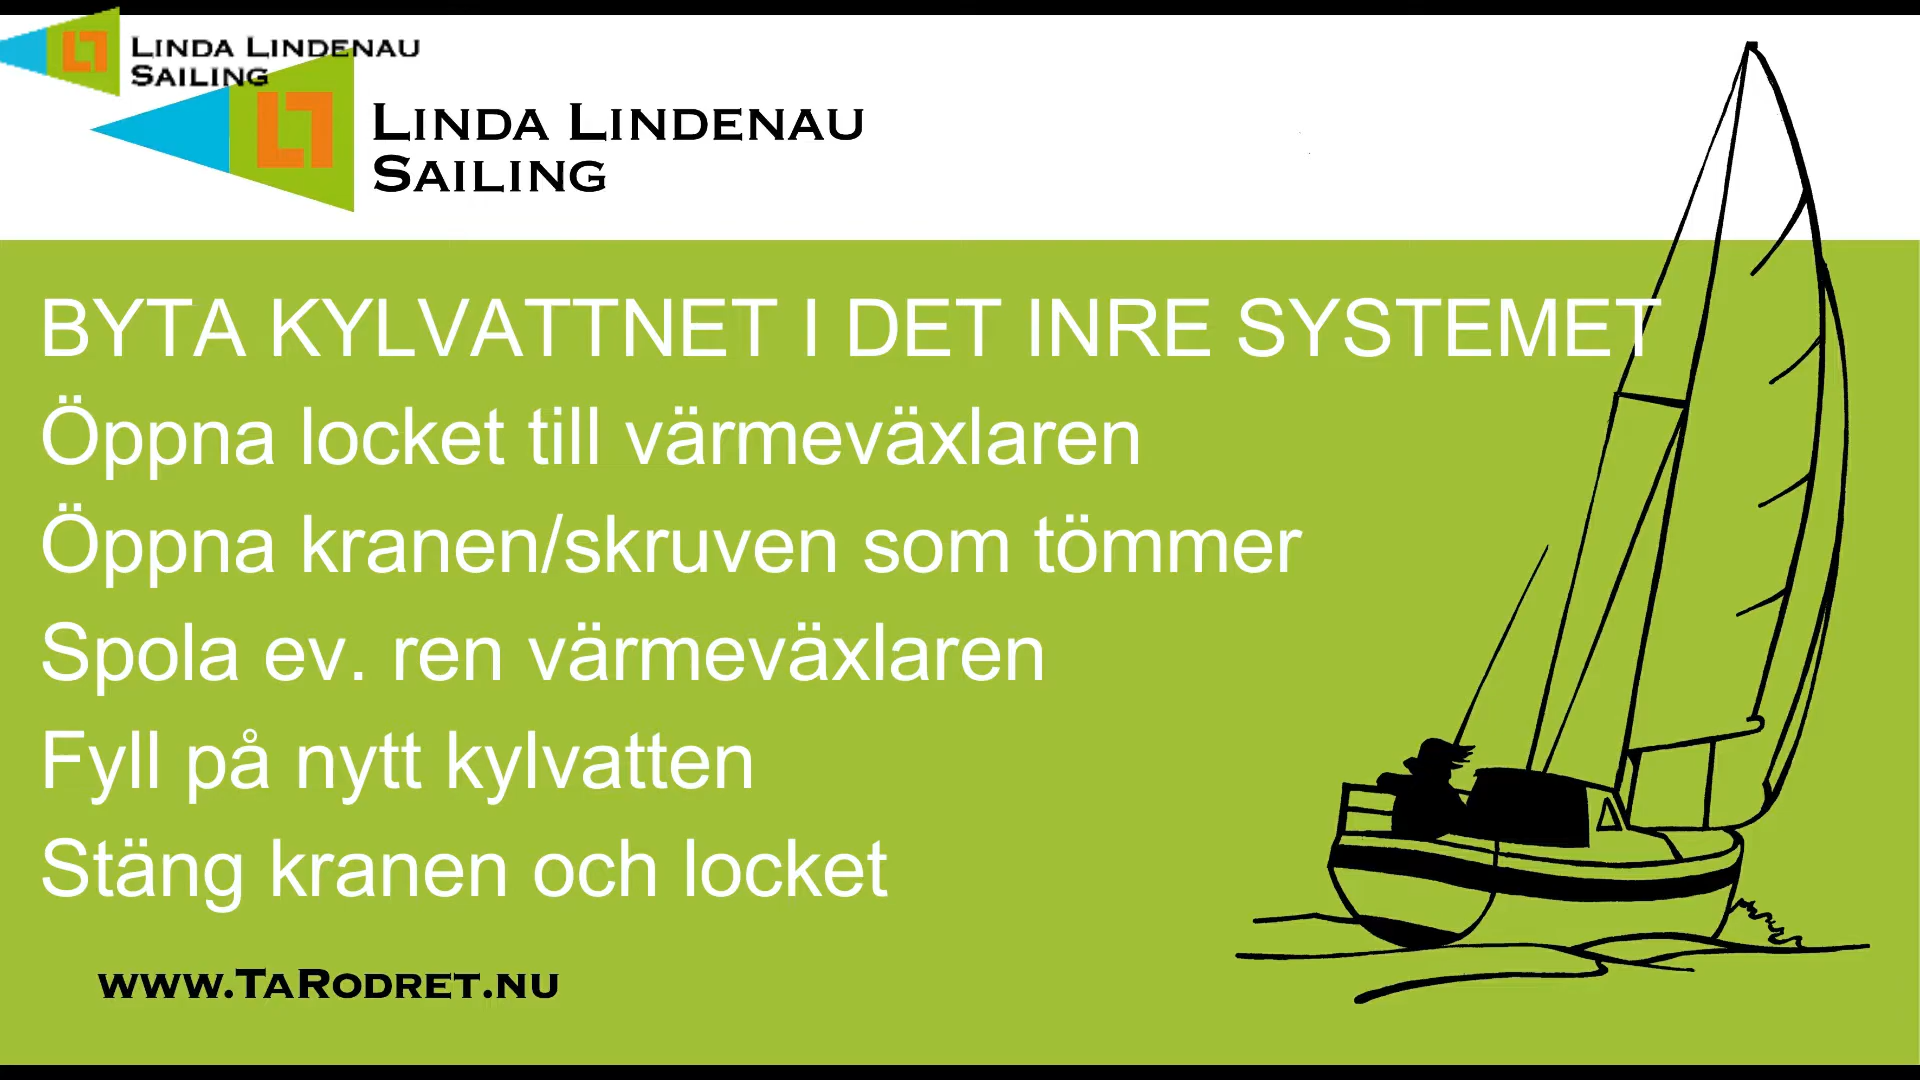 LINDA LINDENAU
SAILING
LINDA LINDENAU
SAILING
BYTA KYLVATTNET I DET INRE SYSTEMET
Öppna locket till värmeväxlaren
Öppna kranen/skruven som tömmer
Spola ev. ren värmeväxlaren
Fyll på nytt kylvatten
Stäng kranen och locket
WWW.TARODRET.NU